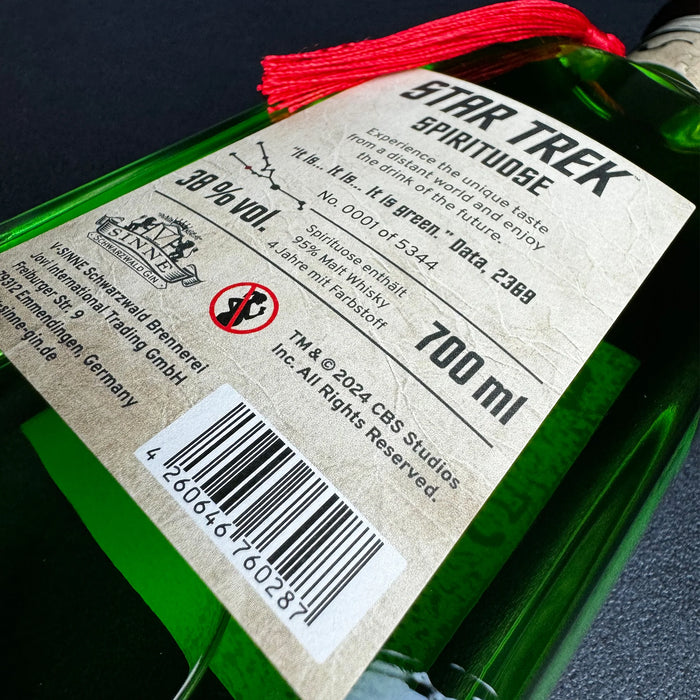 STAR TREK™
SPIRITUOSE
Experience the unique taste
from a distant world and enjoy
the drink of the future.
"It is... It is... It is green." Data, 2369
No. 0001 of 5344
38 % vol.
Spirituose enthält
95% Malt Whisky
4 Jahre mit Farbstoff
700 ml
V-SINNE
SCHWARZWALD GIN
V-SINNE Schwarzwald Brennerei
Jovi International Trading GmbH
Freiburger Str. 9
79312 Emmendingen, Germany
-sinne-gin.de
TM & © 2024 CBS Studios
Inc. All Rights Reserved.
4 260646 760287